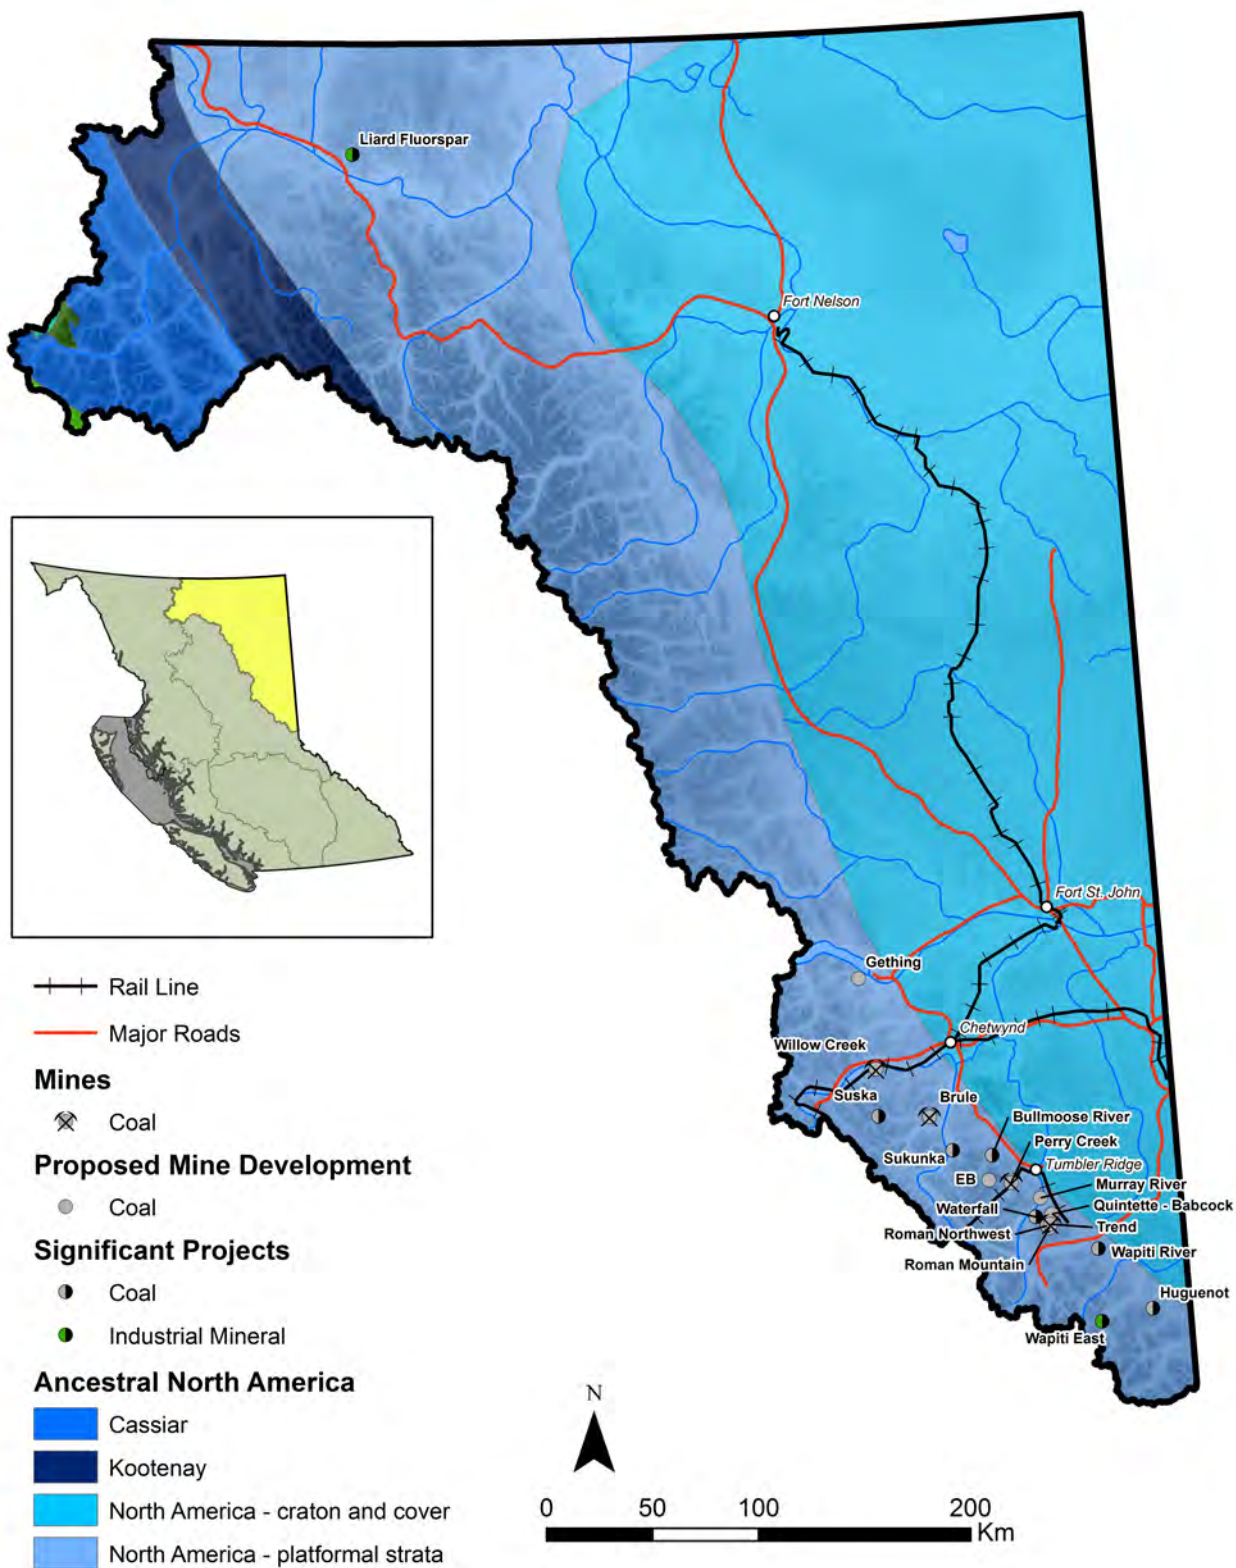 Liard Fluorspar
Fort Nelson
Fort St. John
Gething
Chetwynd
Willow Creek
Suska
Brule
Bullmoose River
Perry Creek
Sukunka
Tumbler Ridge
EB
Murray River
Waterfall
Quintette - Babcock
Roman Northwest
Trend
Roman Mountain
Wapiti River
Huguenot
Wapiti East
Rail Line
Major Roads
Mines
Coal
Proposed Mine Development
Coal
Significant Projects
Coal
Industrial Mineral
Ancestral North America
Cassiar
Kootenay
North America - craton and cover
North America - platformal strata
N
0 50 100 200
Km